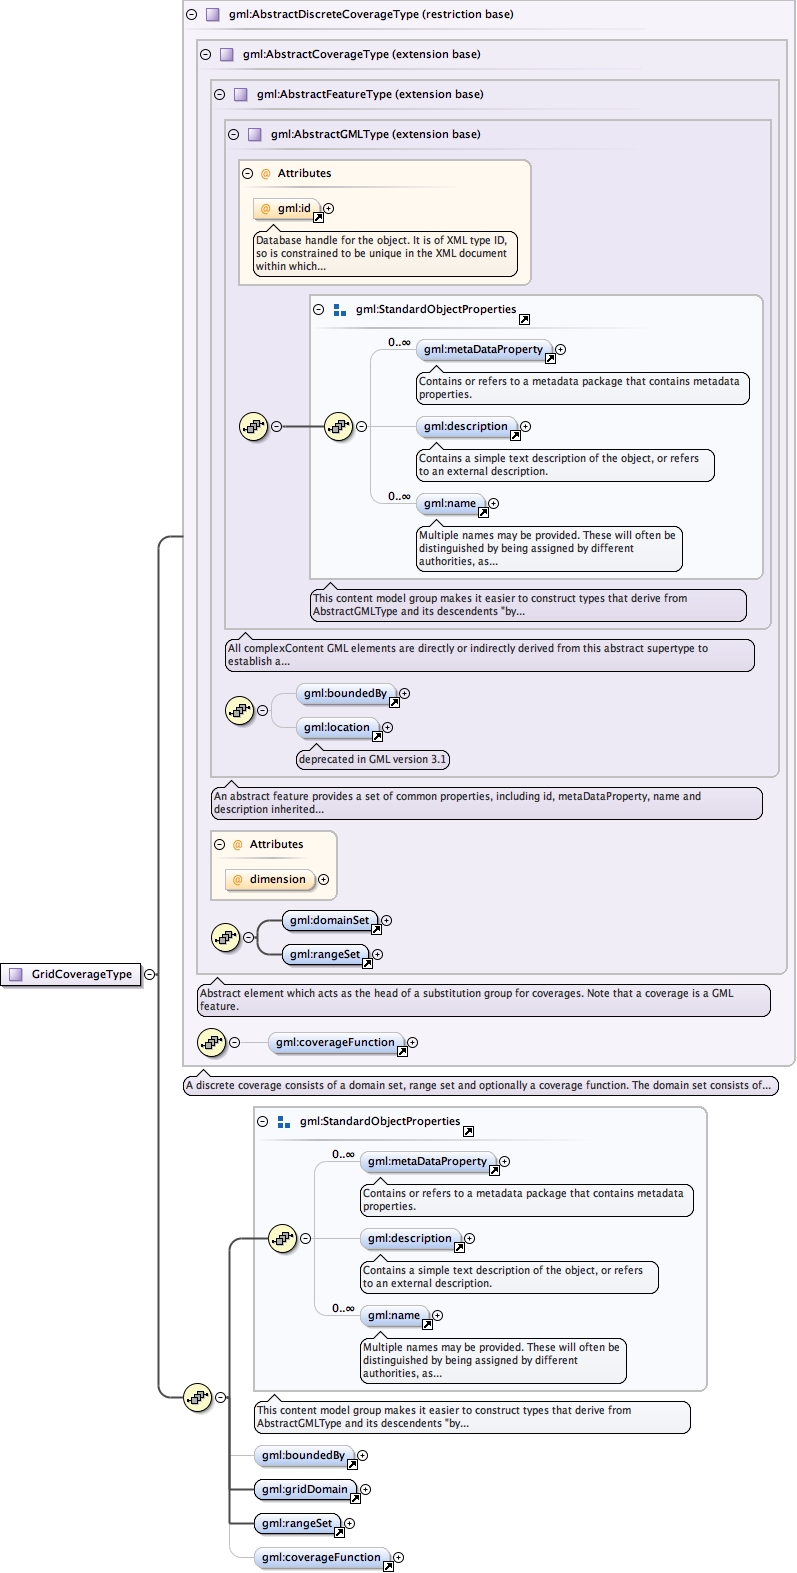 gml:AbstractDiscreteCoverageType (restriction base)
gml:AbstractCoverageType (extension base)
gml:AbstractFeatureType (extension base)
gml:AbstractGMLType (extension base)
@ Attributes
@ gml:id
Database handle for the object. It is of XML type ID,
so is constrained to be unique in the XML document
within which...
gml:StandardObjectProperties
0..∞
gml:metaDataProperty
Contains or refers to a metadata package that contains metadata
properties.
gml:description
Contains a simple text description of the object, or refers
to an external description.
0..∞
gml:name
Multiple names may be provided. These will often be
distinguished by being assigned by different
authorities, as...
This content model group makes it easier to construct types that derive from
AbstractGMLType and its descendents "by...
All complexContent GML elements are directly or indirectly derived from this abstract supertype to
establish a...
gml:boundedBy
gml:location
deprecated in GML version 3.1
An abstract feature provides a set of common properties, including id, metaDataProperty, name and
description inherited...
@ Attributes
@ dimension
gml:domainSet
gml:rangeSet
GridCoverageType
Abstract element which acts as the head of a substitution group for coverages. Note that a coverage is a GML
feature.
gml:coverageFunction
A discrete coverage consists of a domain set, range set and optionally a coverage function. The domain set consists of...
gml:StandardObjectProperties
0..∞
gml:metaDataProperty
Contains or refers to a metadata package that contains metadata
properties.
gml:description
Contains a simple text description of the object, or refers
to an external description.
0..∞
gml:name
Multiple names may be provided. These will often be
distinguished by being assigned by different
authorities, as...
This content model group makes it easier to construct types that derive from
AbstractGMLType and its descendents "by...
gml:boundedBy
gml:gridDomain
gml:rangeSet
gml:coverageFunction